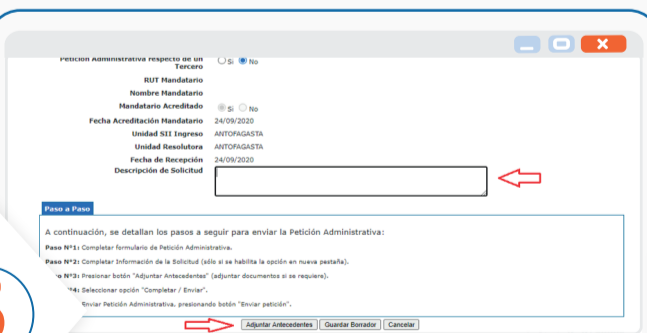 Petición Administrativa respecto de un Tercero Si No
RUT Mandatario
Nombre Mandatario
Mandatario Acreditado Si No
Fecha Acreditación Mandatario 24/09/2020
Unidad SII Ingreso ANTOFAGASTA
Unidad Resolutora ANTOFAGASTA
Fecha de Recepción 24/09/2020
Descripción de Solicitud
Paso a Paso
A continuación, se detallan los pasos a seguir para enviar la Petición Administrativa:
Paso Nº1: Completar formulario de Petición Administrativa.
Paso Nº2: Completar Información de la Solicitud (sólo si se habilita la opción en nueva pestaña).
Nº3: Presionar botón "Adjuntar Antecedentes" (adjuntar documentos si se requiere).
Seleccionar opción "Completar / Enviar".
Enviar Petición Administrativa, presionando botón "Enviar petición".
Adjuntar Antecedentes Guardar Borrador Cancelar